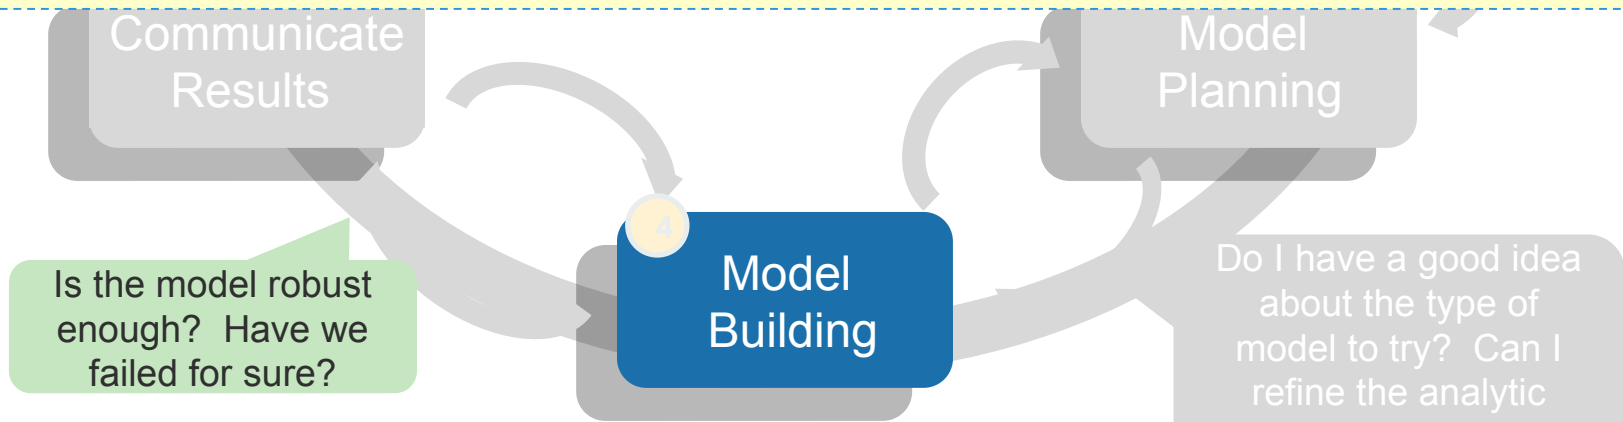 Communicate
Results
Model
Planning
4
Model
Building
Is the model robust
enough?  Have we
failed for sure?
Do I have a good idea
about the type of
model to try?  Can I
refine the analytic